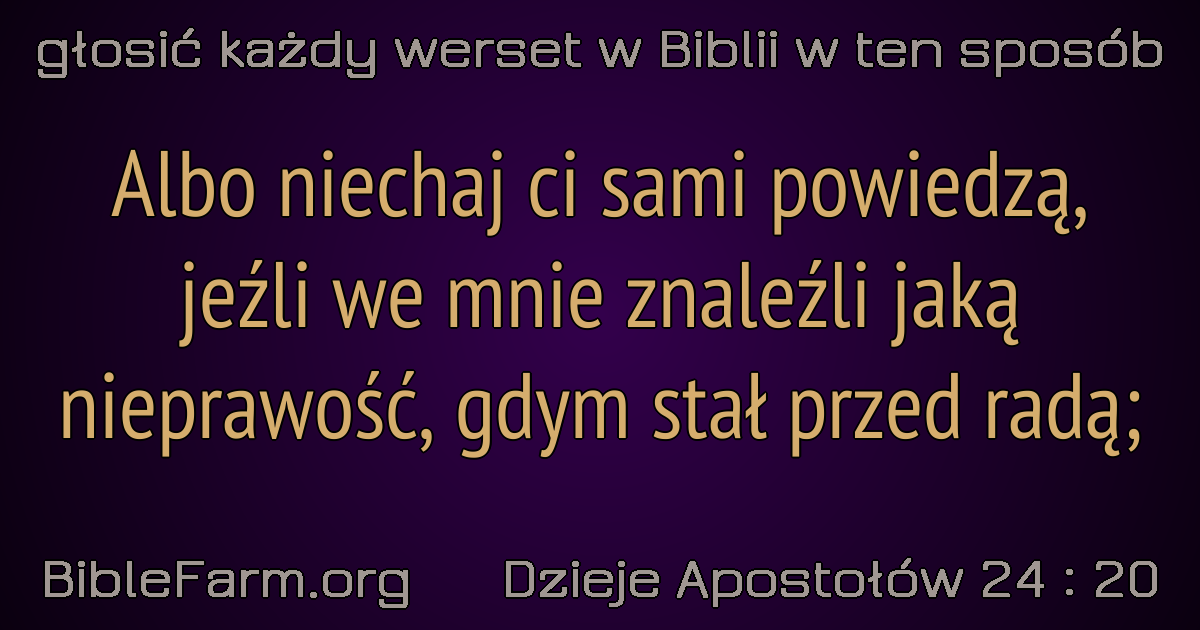 głosić każdy werset w Biblii w ten sposób
Albo niechaj ci sami powiedzą,
jeźli we mnie znaleźli jaką
nieprawość, gdym stał przed radą;
BibleFarm.org Dzieje Apostołów 24 : 20